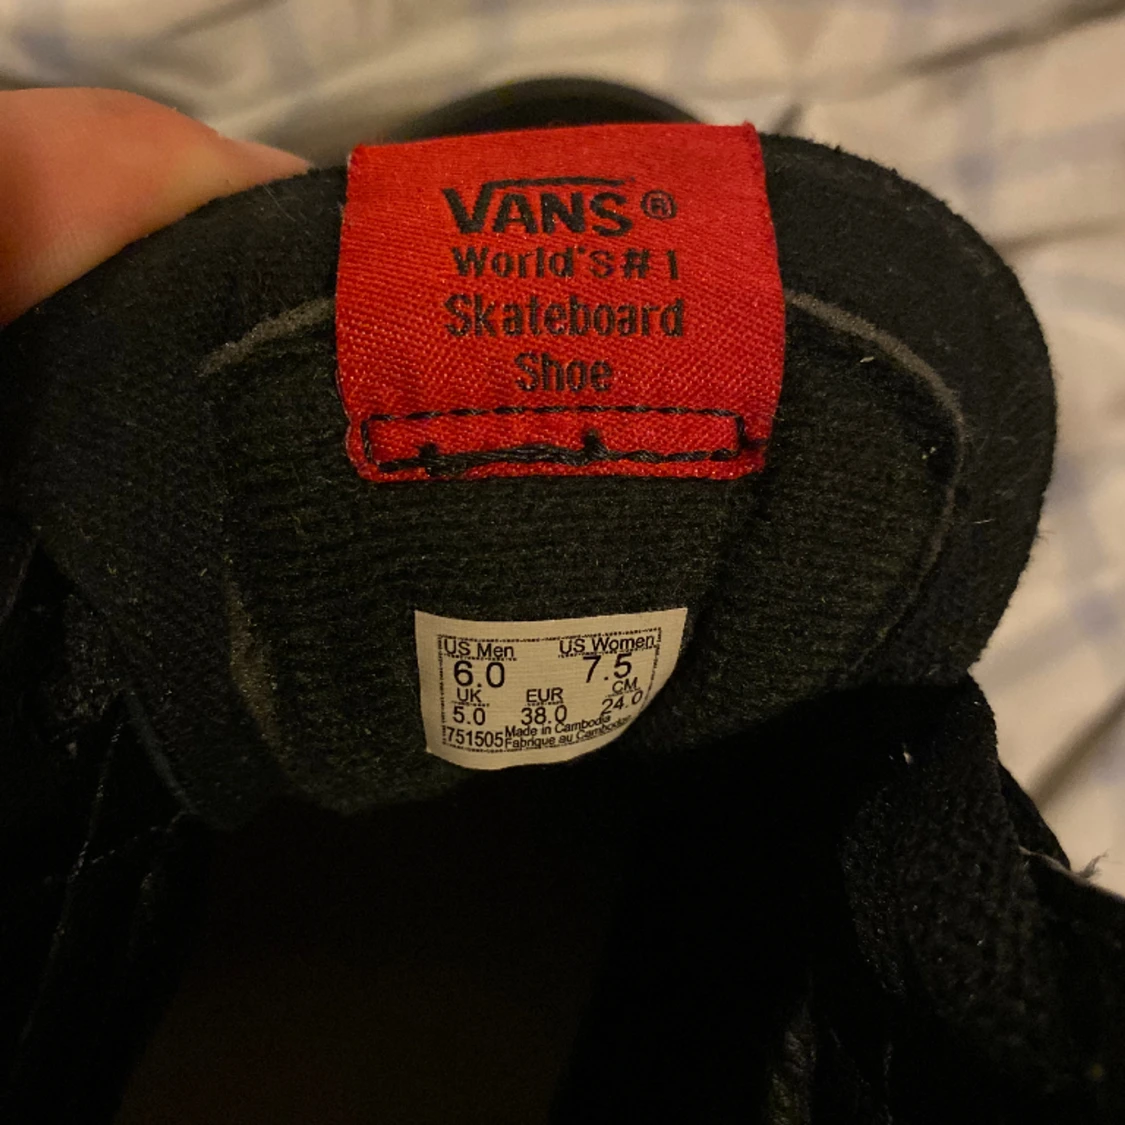 VANS®
World's #1
Skateboard
Shoe
US Men US Women
6.0 7.5
UK EUR CM
5.0 38.0 24.0
751505 Made in Cambodia
Fabriqué au Cambodge